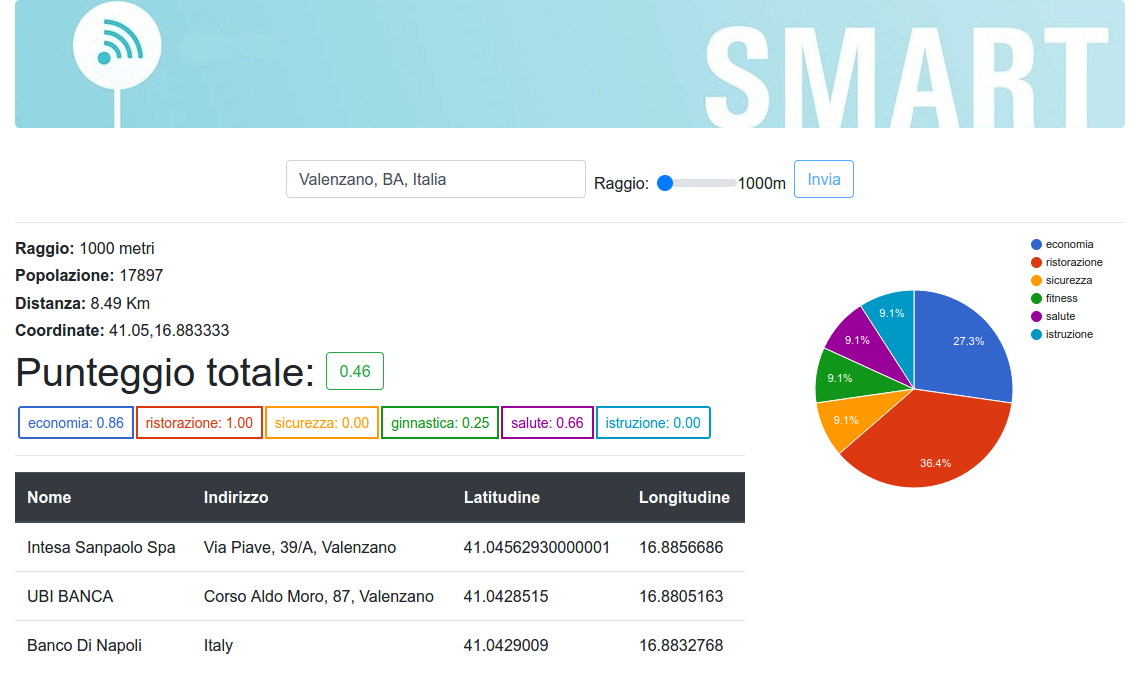 SMART
Valenzano, BA, Italia Raggio: 1000m Invia
Raggio: 1000 metri
Popolazione: 17897
Distanza: 8.49 Km
Coordinate: 41.05,16.883333
Punteggio totale: 0.46
economia: 0.86 ristorazione: 1.00 sicurezza: 0.00 ginnastica: 0.25 salute: 0.66 istruzione: 0.00
Nome Indirizzo Latitudine Longitudine
Intesa Sanpaolo Spa Via Piave, 39/A, Valenzano 41.04562930000001 16.8856686
UBI BANCA Corso Aldo Moro, 87, Valenzano 41.0428515 16.8805163
Banco Di Napoli Italy 41.0429009 16.8832768
economia
ristorazione
sicurezza
fitness
salute
istruzione
9.1%
27.3%
9.1%
9.1%
9.1%
36.4%